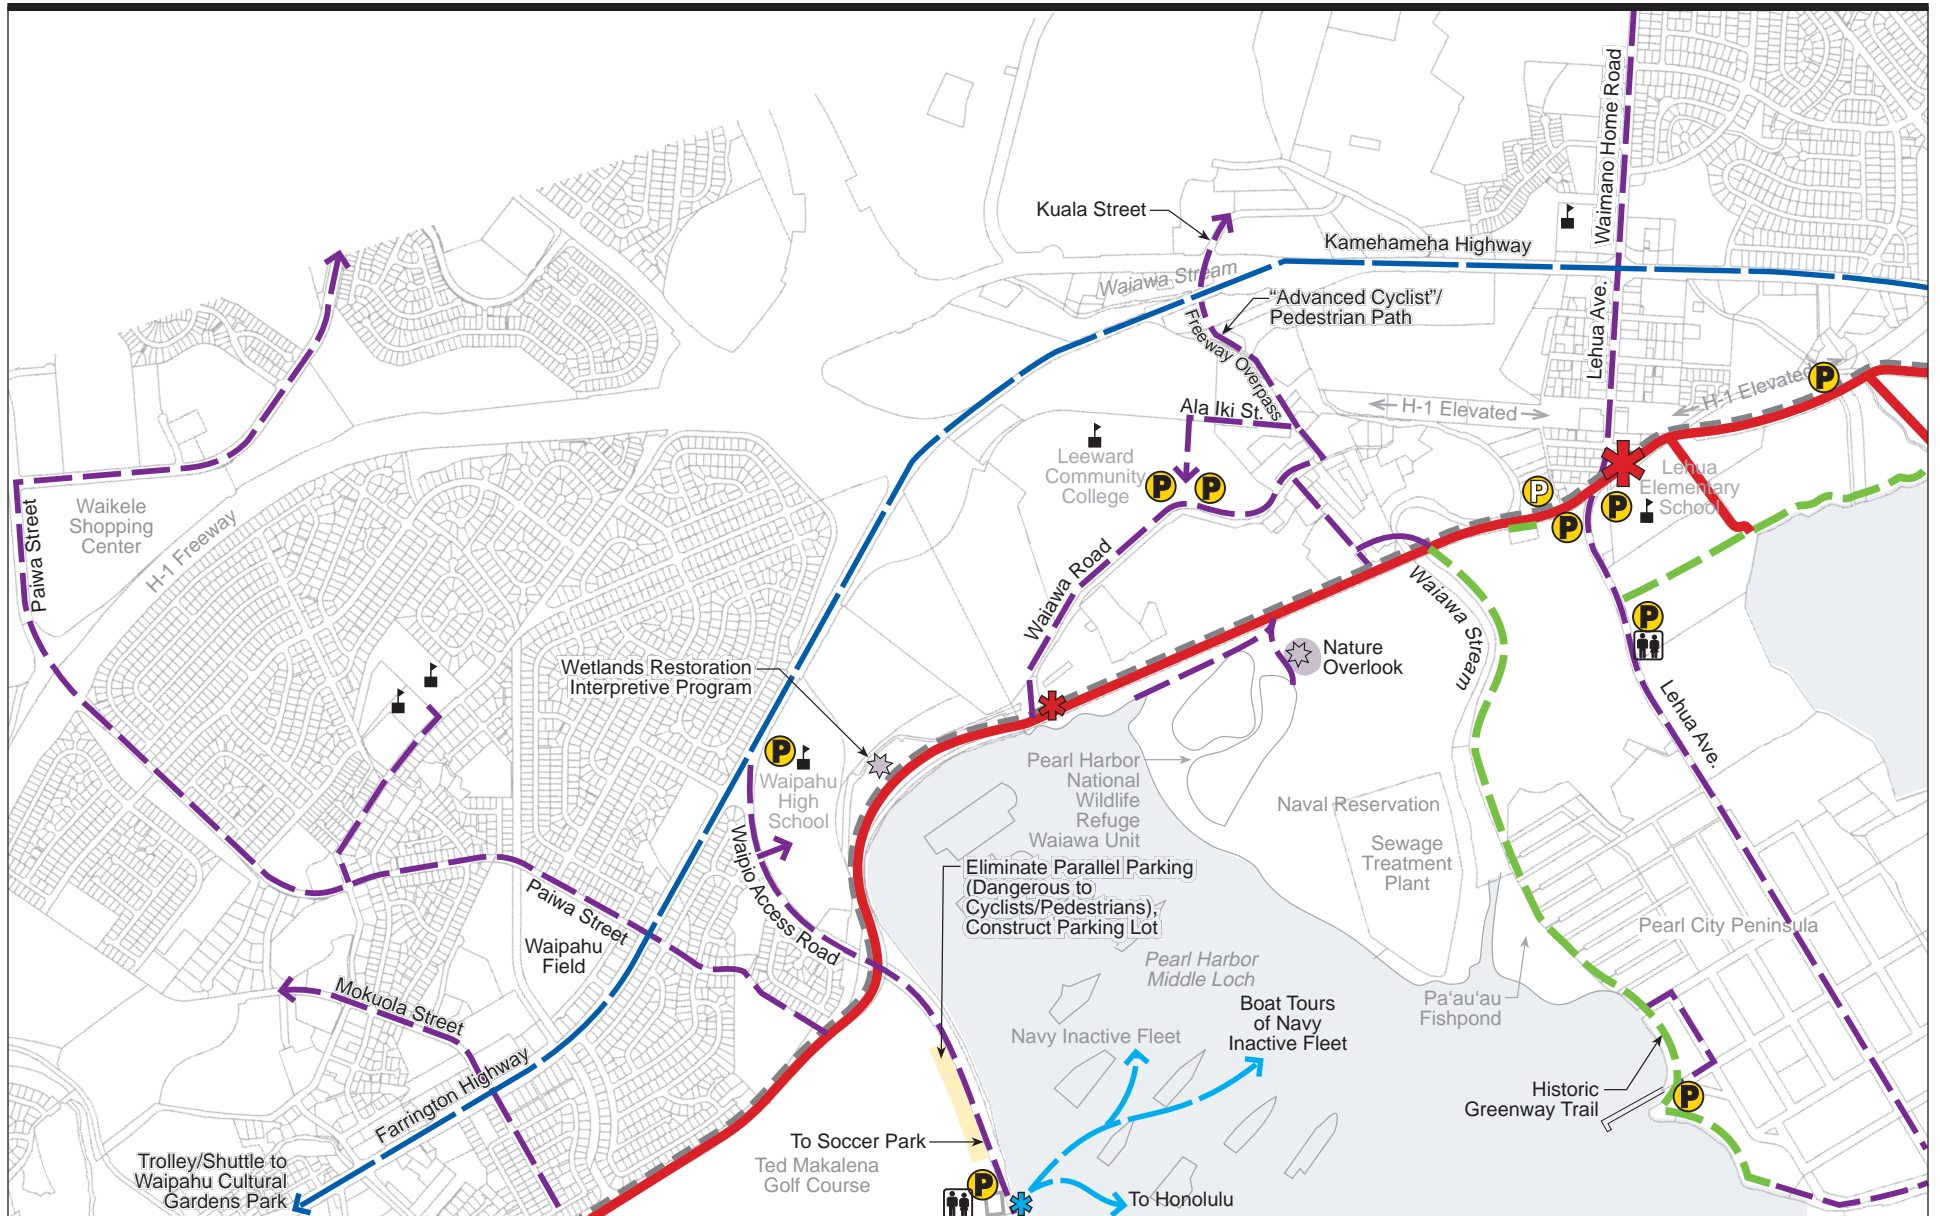 Waimano Home Road
Kuala Street
Kamehameha Highway
Waiawa Stream
“Advanced Cyclist”/
Pedestrian Path
Freeway Overpass
Lehua Ave.
H-1 Elevated
H-1 Elevated
P
Ala Iki St.
Leeward
Community
College
P
P
P
P
P
Lehua
Elementary
School
Paiwa Street
Waikele
Shopping
Center
H-1 Freeway
Waiawa Road
Waiawa Stream
P
Nature
Overlook
Wetlands Restoration
Interpretive Program
Lehua Ave.
P
Waipahu
High
School
Pearl Harbor
National
Wildlife
Refuge
Waiawa Unit
Naval Reservation
Sewage
Treatment
Plant
Waipio Access Road
Eliminate Parallel Parking
(Dangerous to
Cyclists/Pedestrians),
Construct Parking Lot
Paiwa Street
Waipahu
Field
Pearl City Peninsula
Pearl Harbor
Middle Loch
Mokuola Street
Boat Tours
of Navy
Inactive Fleet
Navy Inactive Fleet
Pa‘au‘au
Fishpond
Farrington Highway
Historic
Greenway Trail
P
To Soccer Park
Ted Makalena
Golf Course
P
Trolley/Shuttle to
Waipahu Cultural
Gardens Park
To Honolulu